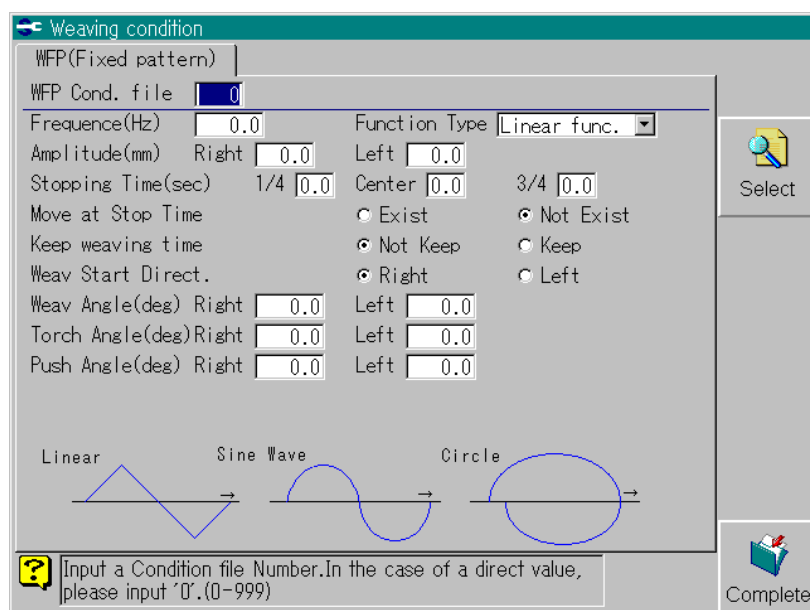 Weaving condition
WFP(Fixed pattern)
WFP Cond. file 0
Frequence(Hz) 0.0 Function Type Linear func.
Amplitude(mm) Right 0.0 Left 0.0
Stopping Time(sec) 1/4 0.0 Center 0.0 3/4 0.0
Move at Stop Time Exist Not Exist
Keep weaving time Not Keep Keep
Weav Start Direct. Right Left
Weav Angle(deg) Right 0.0 Left 0.0
Torch Angle(deg)Right 0.0 Left 0.0
Push Angle(deg) Right 0.0 Left 0.0
Select
Linear Sine Wave Circle
→ → →
? Input a Condition file Number.In the case of a direct value,
please input '0'.(0-999)
Complete